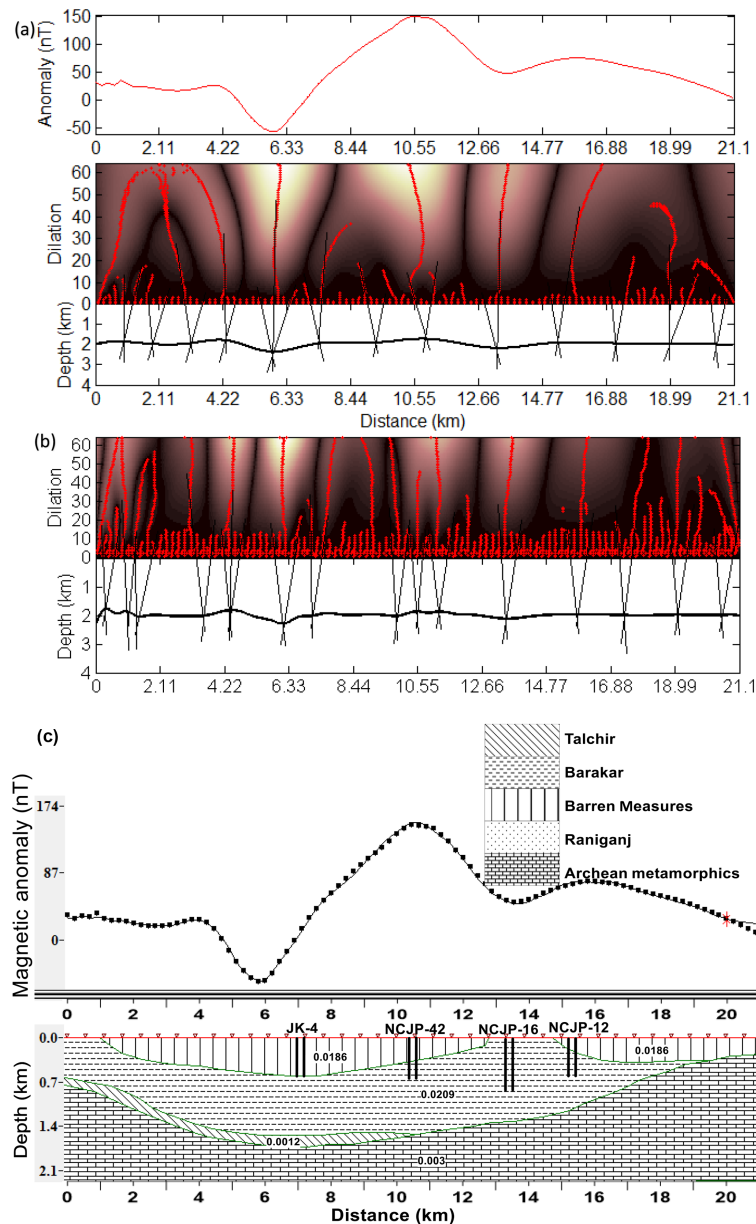 (a)
Anomaly (nT)
150
100
50
0
-50
0 2.11 4.22 6.33 8.44 10.55 12.66 14.77 16.88 18.99 21.1
Dilation
60
50
40
30
20
10
0
Depth (km)
1
2
3
4
0 2.11 4.22 6.33 8.44 10.55 12.66 14.77 16.88 18.99 21.1
Distance (km)
(b)
Dilation
60
50
40
30
20
10
0
Depth (km)
1
2
3
4
0 2.11 4.22 6.33 8.44 10.55 12.66 14.77 16.88 18.99 21.1
(c)
Talchir
Barakar
Barren Measures
Raniganj
Archean metamorphics
Magnetic anomaly (nT)
174
87
0
0 2 4 6 8 10 12 14 16 18 20
JK-4 NCJP-42 NCJP-16 NCJP-12
Depth (km)
0.0
0.7
1.4
2.1
0.0186 0.0186
0.0209
0.0012
0.003
0 2 4 6 8 10 12 14 16 18 20
Distance (km)